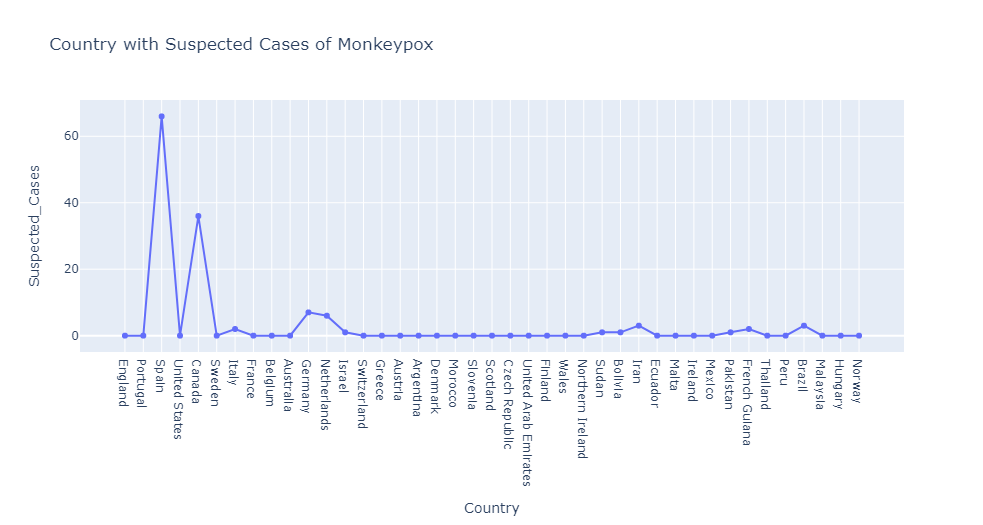 Country with Suspected Cases of Monkeypox
60
40
20
0
Suspected_Cases
England
Portugal
Spain
United States
Canada
Sweden
Italy
France
Belgium
Australia
Germany
Netherlands
Israel
Switzerland
Greece
Austria
Argentina
Denmark
Morocco
Slovenia
Scotland
Czech Republic
United Arab Emirates
Finland
Wales
Northern Ireland
Sudan
Bolivia
Iran
Ecuador
Malta
Ireland
Mexico
Pakistan
French Guiana
Thailand
Peru
Brazil
Malaysia
Hungary
Norway
Country